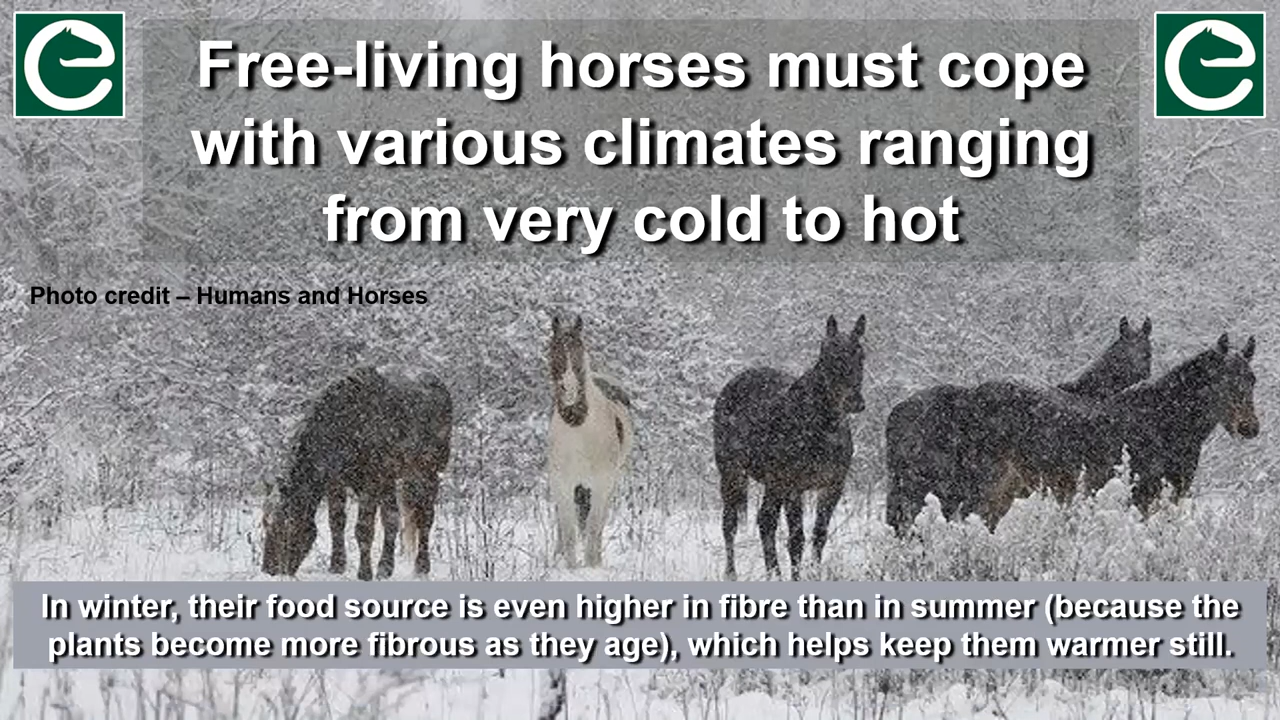 Free-living horses must cope
with various climates ranging
from very cold to hot
Photo credit – Humans and Horses
In winter, their food source is even higher in fibre than in summer (because the
plants become more fibrous as they age), which helps keep them warmer still.